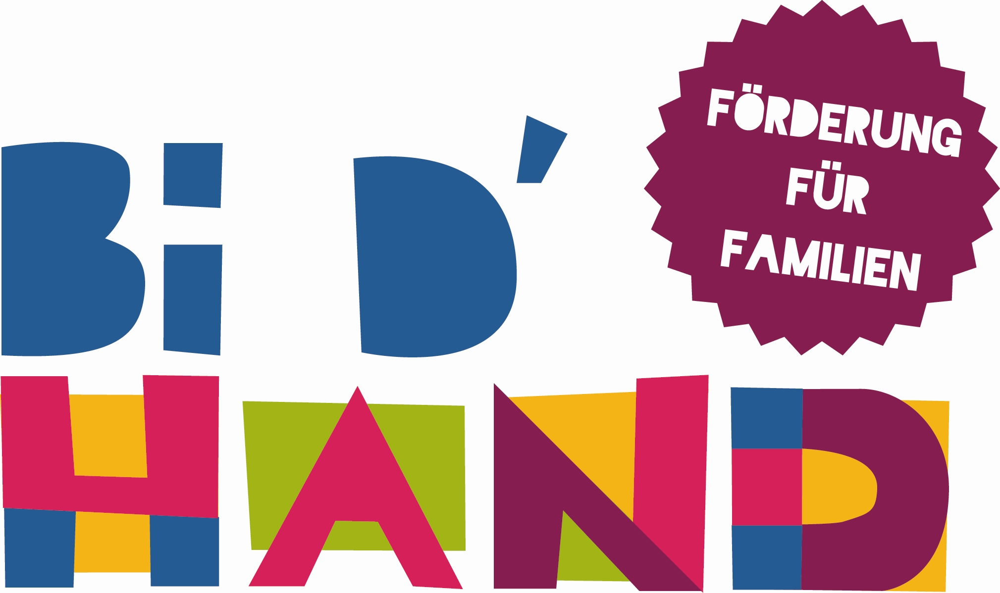 Bi D'
HAND
FÖRDERUNG
FÜR
FAMILIEN